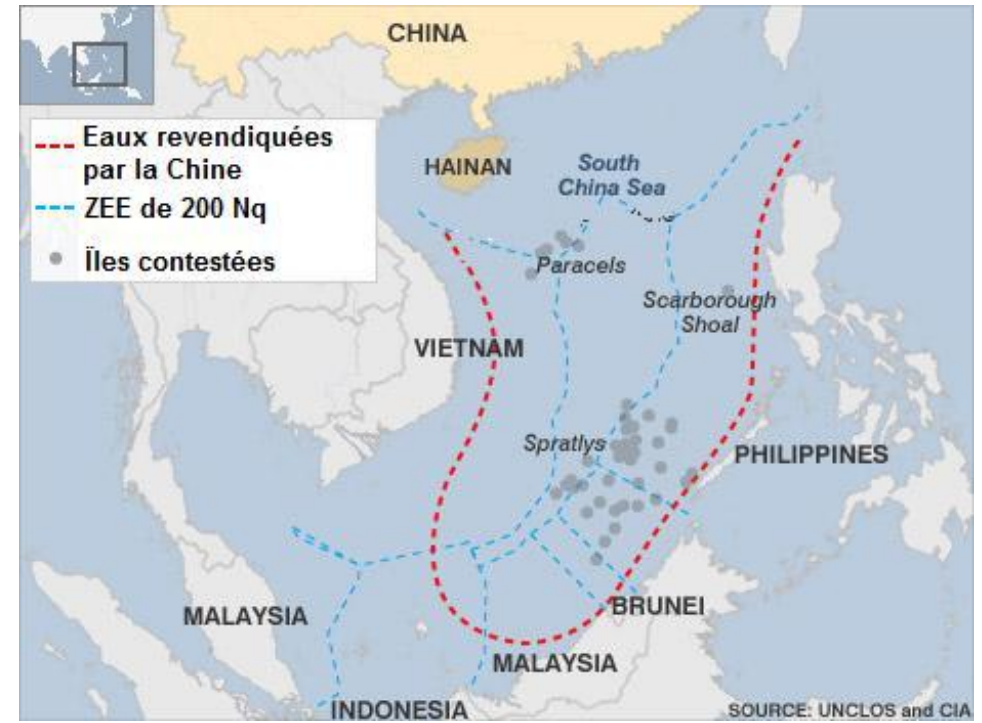 CHINA
Eaux revendiquées
par la Chine
ZEE de 200 Nq
Îles contestées
HAINAN
South
China Sea
Paracels
Scarborough
Shoal
VIETNAM
Spratlys
PHILIPPINES
BRUNEI
MALAYSIA
MALAYSIA
INDONESIA
SOURCE: UNCLOS and CIA